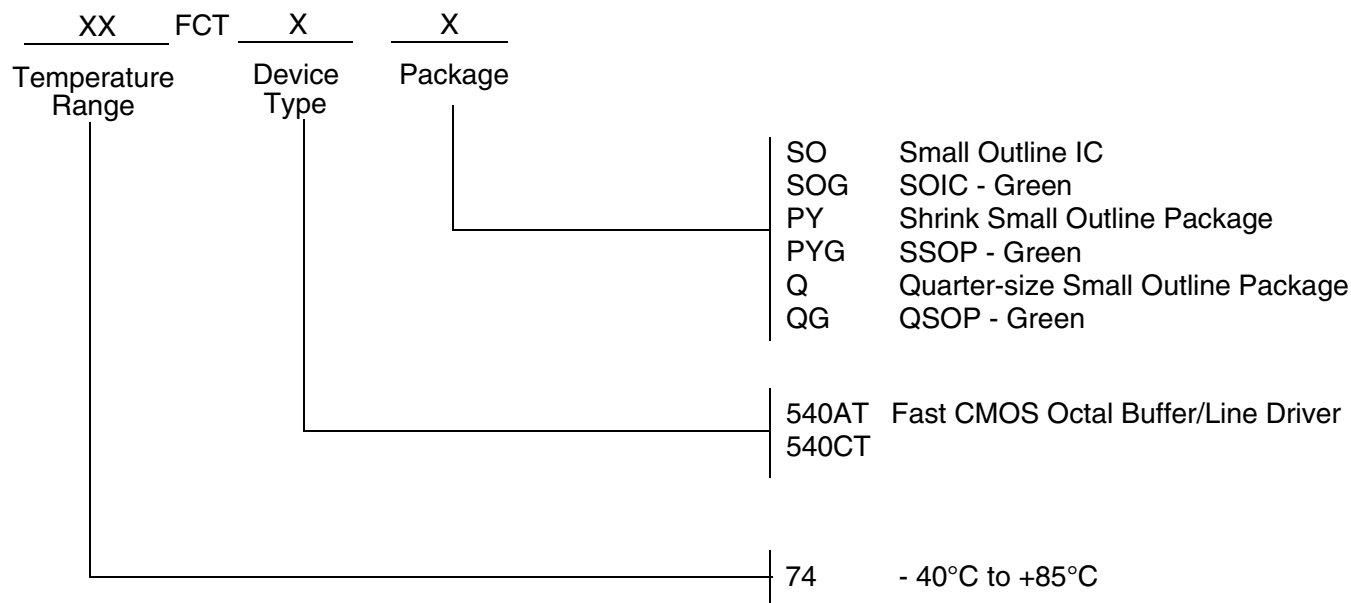 XX FCT X X
Temperature Range
Device Type
Package
SO Small Outline IC
SOG SOIC - Green
PY Shrink Small Outline Package
PYG SSOP - Green
Q Quarter-size Small Outline Package
QG QSOP - Green
540AT Fast CMOS Octal Buffer/Line Driver
540CT
74 - 40°C to +85°C